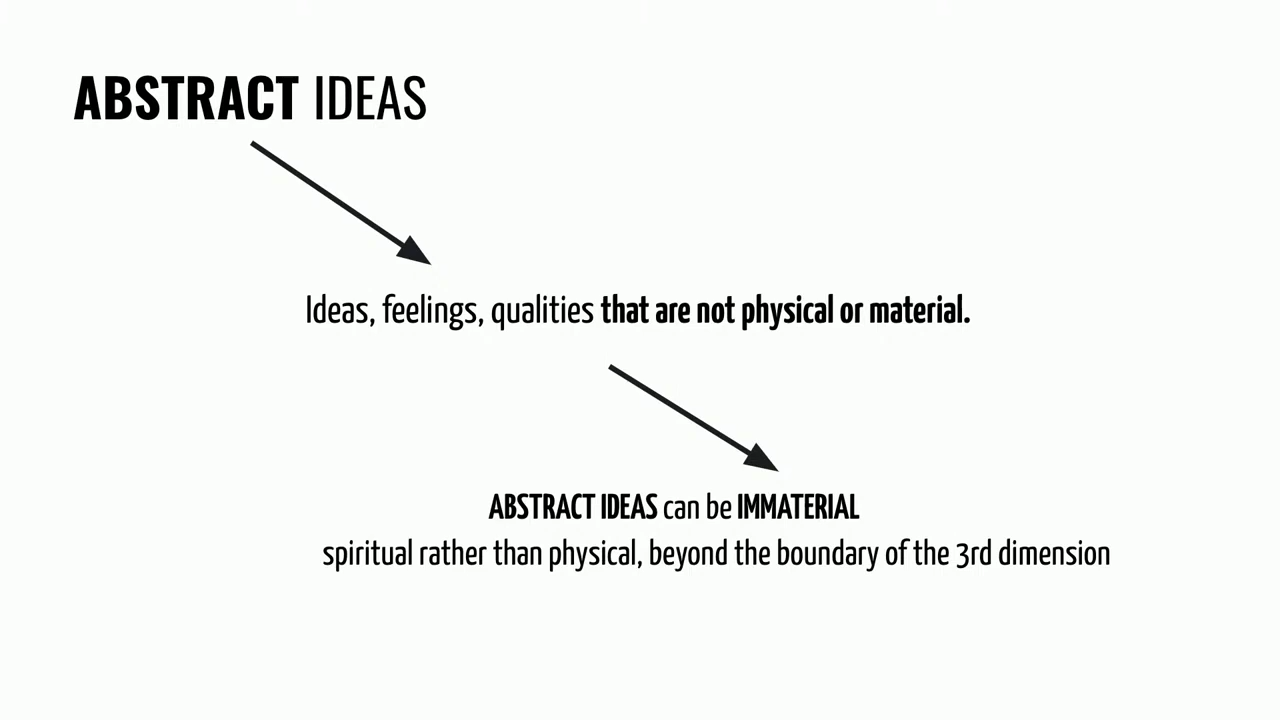 ABSTRACT IDEAS
Ideas, feelings, qualities that are not physical or material.
ABSTRACT IDEAS can be IMMATERIAL
spiritual rather than physical, beyond the boundary of the 3rd dimension